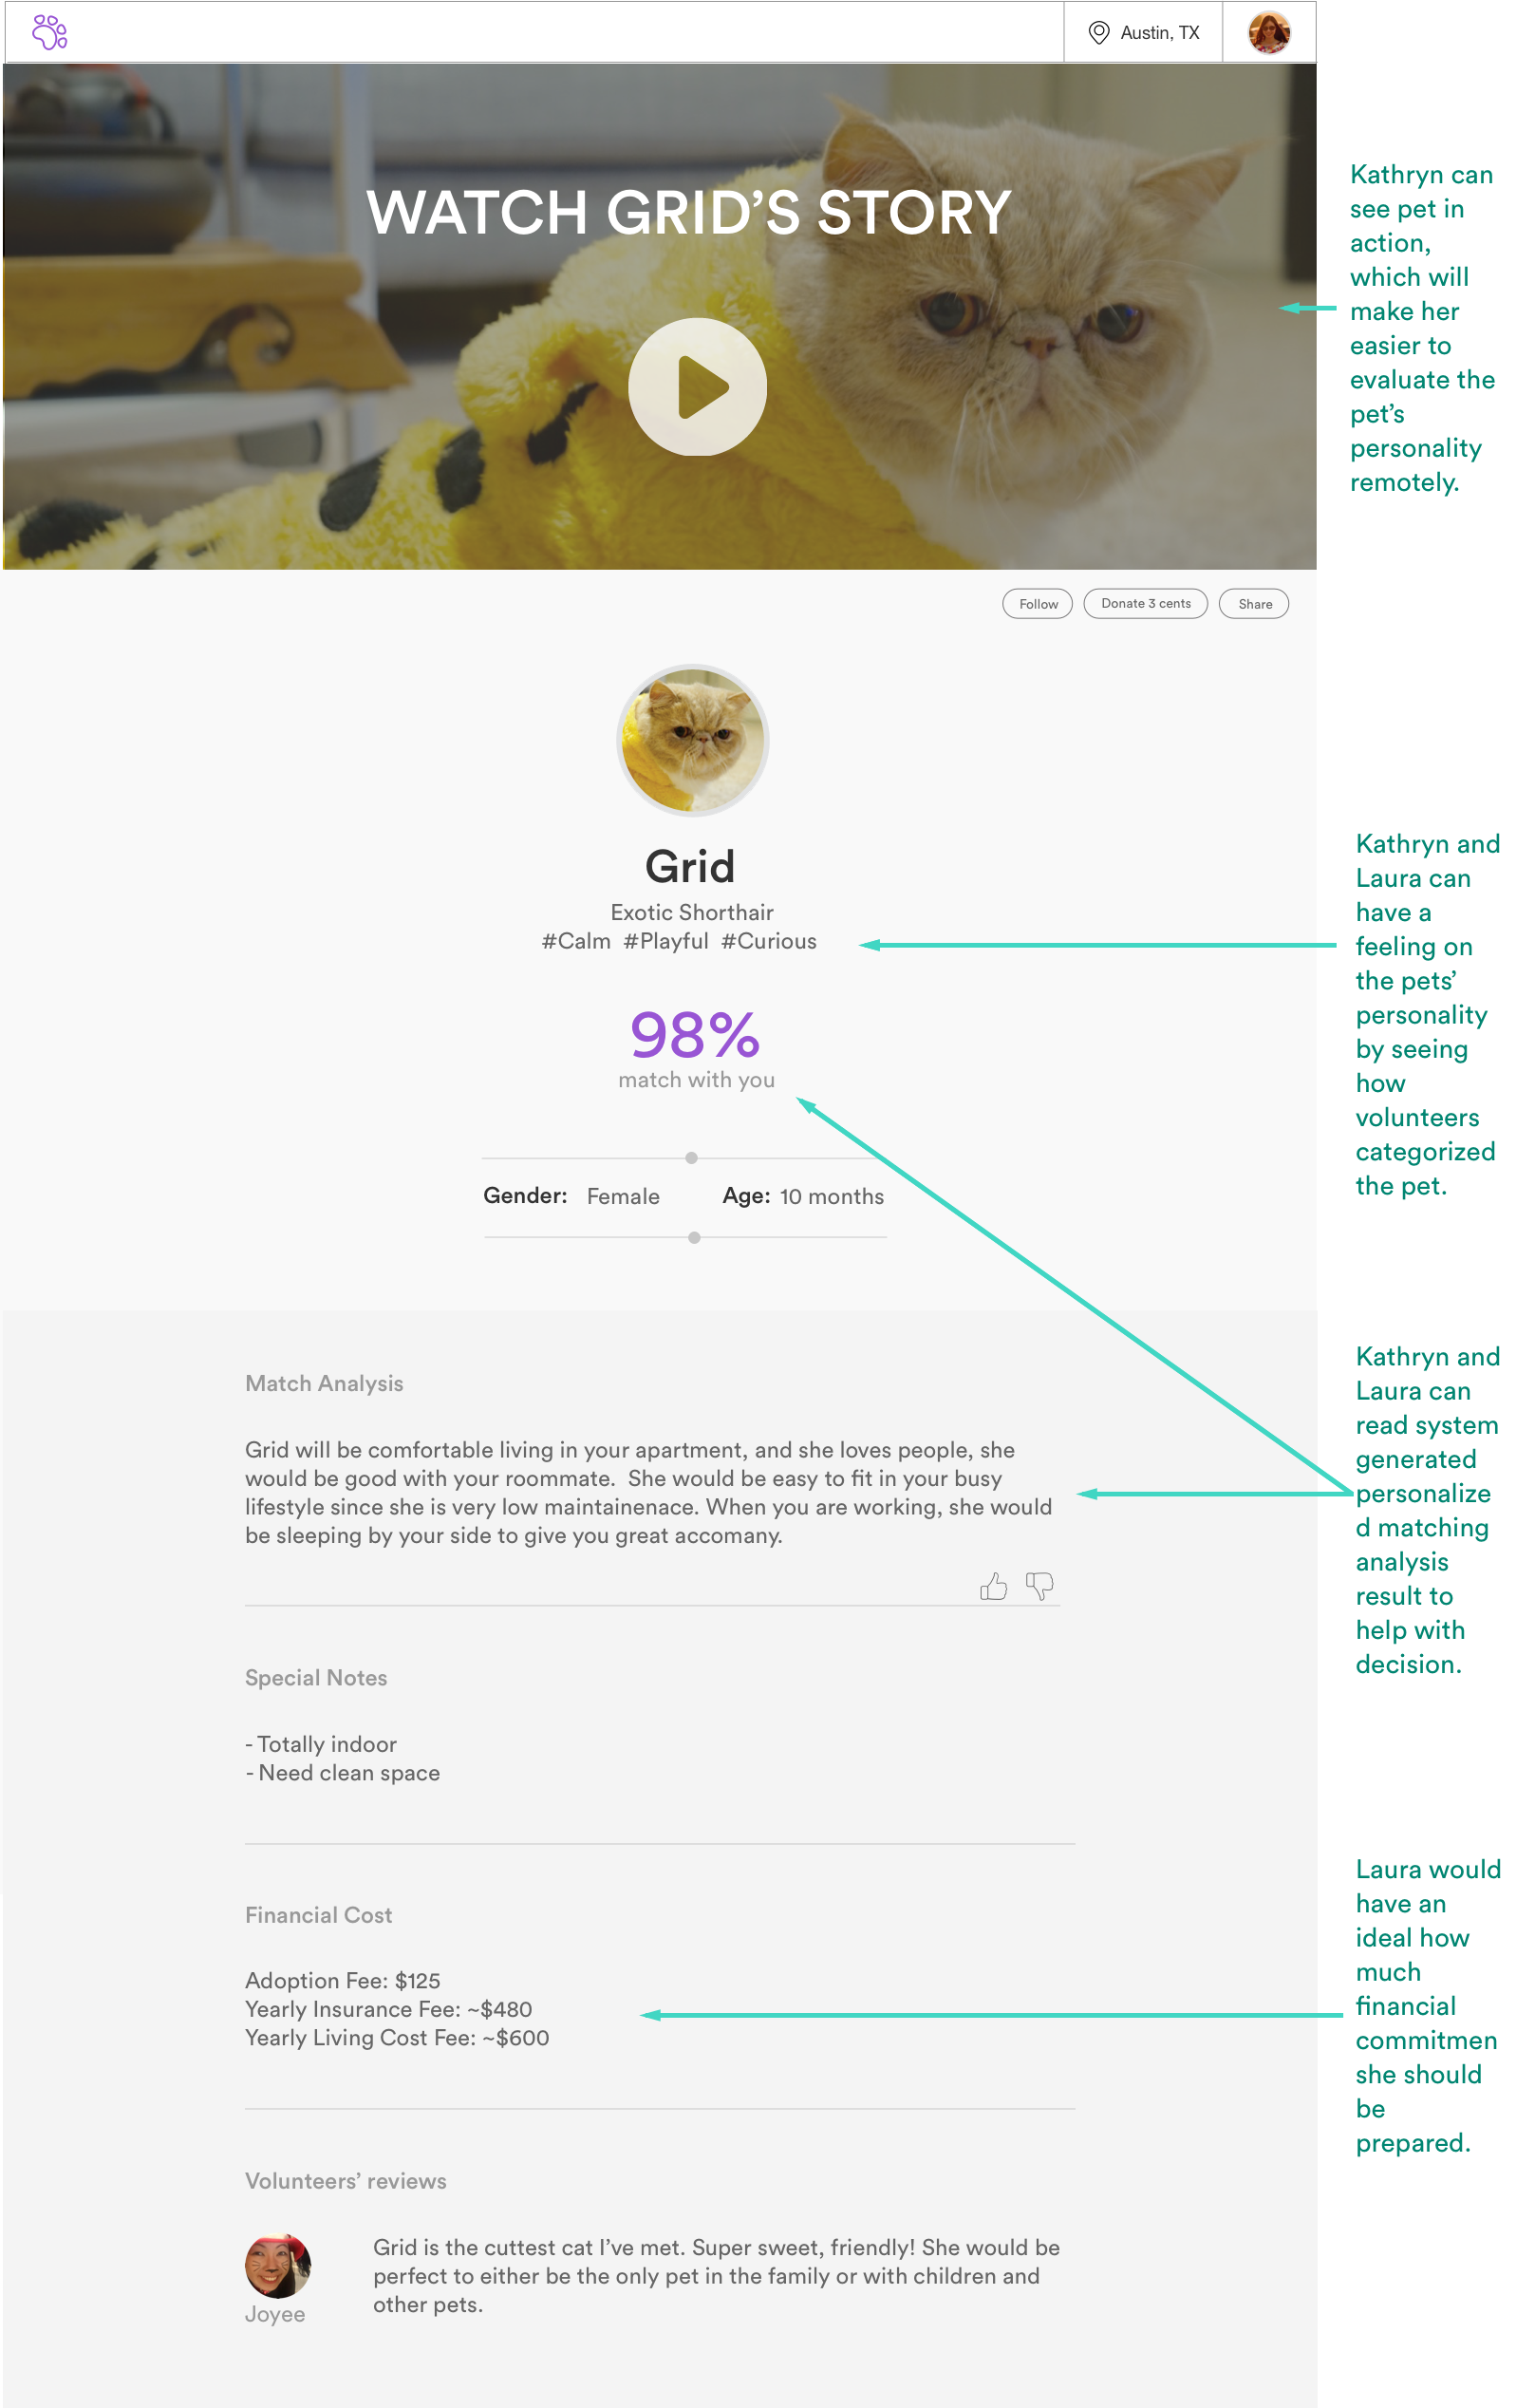 Austin, TX
WATCH GRID’S STORY
Kathryn can
see pet in
action,
which will
make her
easier to
evaluate the
pet’s
personality
remotely.
Follow
Donate 3 cents
Share
Grid
Exotic Shorthair
#Calm #Playful #Curious
Kathryn and
Laura can
have a
feeling on
the pets’
personality
by seeing
how
volunteers
categorized
the pet.
98%
match with you
Gender: Female Age: 10 months
Match Analysis
Grid will be comfortable living in your apartment, and she loves people, she
would be good with your roommate. She would be easy to fit in your busy
lifestyle since she is very low maintainenace. When you are working, she would
be sleeping by your side to give you great accomany.
Kathryn and
Laura can
read system
generated
personalize
d matching
analysis
result to
help with
decision.
Special Notes
- Totally indoor
- Need clean space
Financial Cost
Adoption Fee: $125
Yearly Insurance Fee: ~$480
Yearly Living Cost Fee: ~$600
Laura would
have an
ideal how
much
financial
commitmen
she should
be
prepared.
Volunteers’ reviews
Joyee
Grid is the cuttest cat I’ve met. Super sweet, friendly! She would be
perfect to either be the only pet in the family or with children and
other pets.